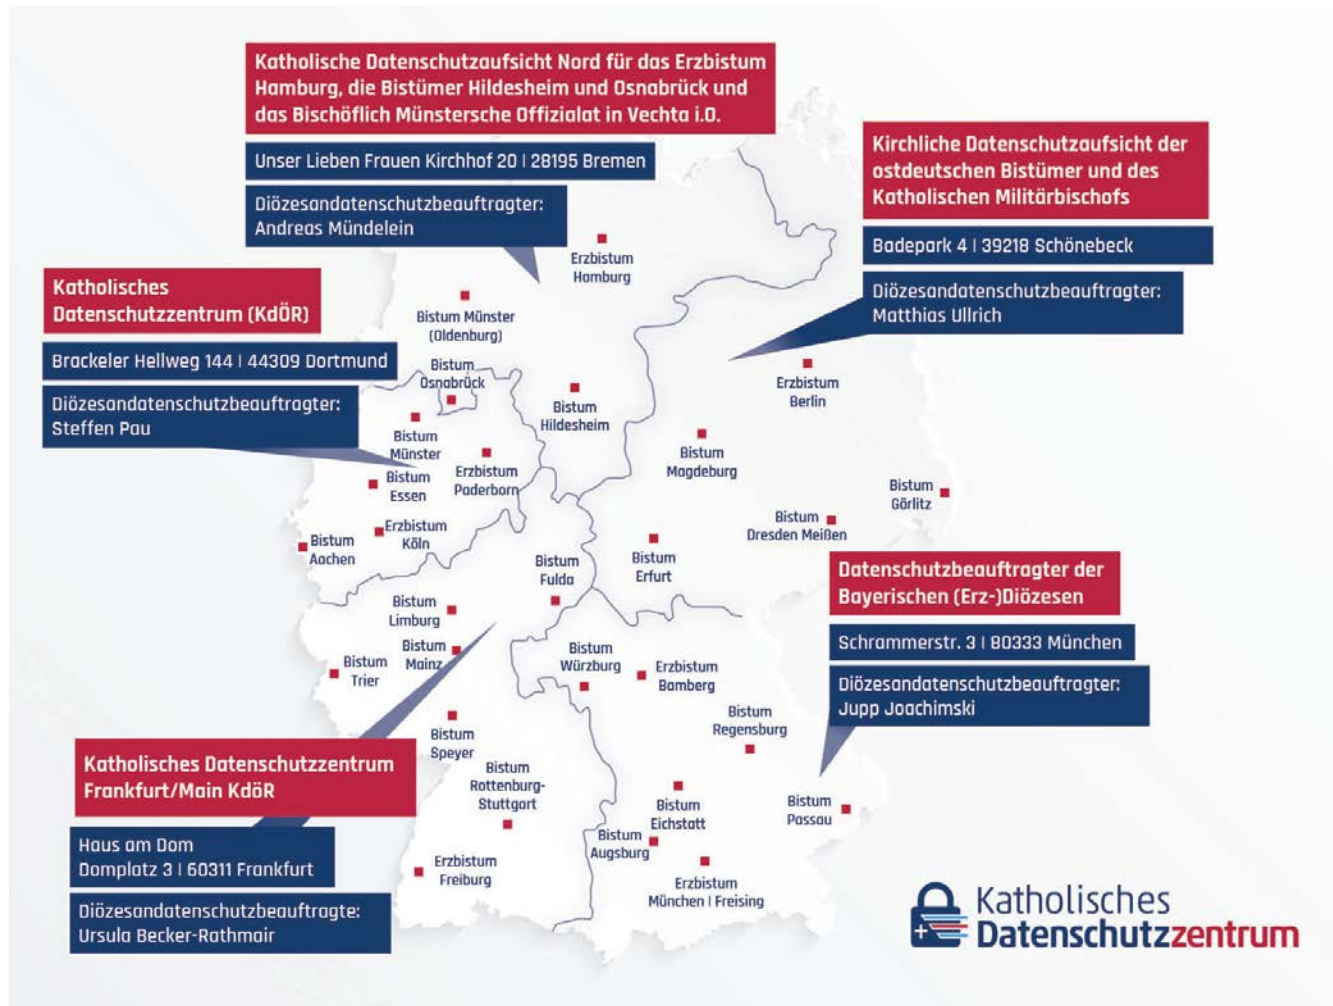 Katholische Datenschutzaufsicht Nord für das Erzbistum
Hamburg, die Bistümer Hildesheim und Osnabrück und
das Bischöflich Münstersche Offizialat in Vechta i.O.
Unser Lieben Frauen Kirchhof 20 | 28195 Bremen
Diözesandatenschutzbeauftragter:
Andreas Mündelein
Kirchliche Datenschutzaufsicht der
ostdeutschen Bistümer und des
Katholischen Militärbischofs
Badepark 4 | 39218 Schönebeck
Diözesandatenschutzbeauftragter:
Matthias Ullrich
Katholisches
Datenschutzzentrum (KdÖR)
Brackeler Hellweg 144 | 44309 Dortmund
Diözesandatenschutzbeauftragter:
Steffen Pau
Erzbistum
Hamburg
Bistum Münster
(Oldenburg)
Bistum
Osnabrück
Bistum
Hildesheim
Erzbistum
Berlin
Bistum
Münster
Erzbistum
Paderborn
Bistum
Magdeburg
Bistum
Essen
Bistum
Görlitz
Erzbistum
Köln
Bistum
Aachen
Bistum
Dresden Meißen
Bistum
Erfurt
Bistum
Fulda
Datenschutzbeauftragter der
Bayerischen (Erz-)Diözesen
Schrammerstr. 3 | 80333 München
Diözesandatenschutzbeauftragter:
Jupp Joachimski
Bistum
Limburg
Bistum
Mainz
Bistum
Trier
Bistum
Würzburg
Erzbistum
Bamberg
Bistum
Regensburg
Bistum
Speyer
Bistum
Rottenburg-
Stuttgart
Bistum
Eichstatt
Bistum
Passau
Bistum
Augsburg
Erzbistum
Freiburg
Erzbistum
München | Freising
Katholisches Datenschutzzentrum
Frankfurt/Main KdöR
Haus am Dom
Domplatz 3 | 60311 Frankfurt
Diözesandatenschutzbeauftragte:
Ursula Becker-Rathmair
Katholisches
Datenschutzzentrum